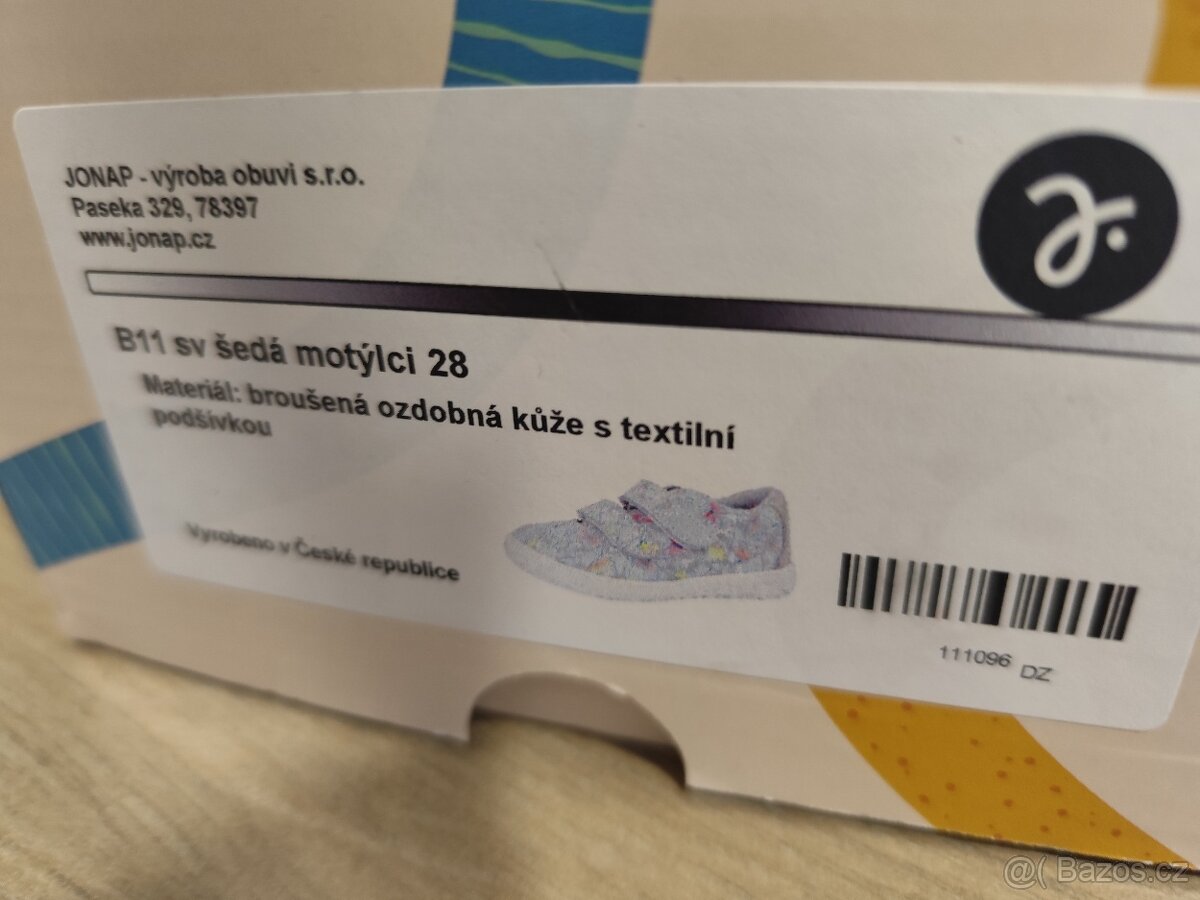 JONAP - výroba obuvi s.r.o.
Paseka 329, 78397
www.jonap.cz
B11 sv šedá motýlci 28
Materiál: broušená ozdobná kůže s textilní
podšívkou
Vyrobeno v České republice
111096 DZ
@( Bazos.cz